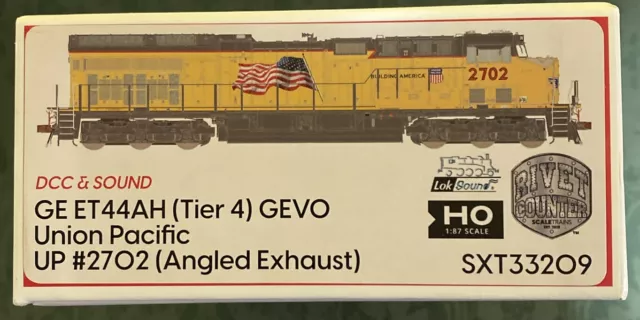 BUILDING AMERICA
2702
DCC & SOUND
GE ET44AH (Tier 4) GEVO
Union Pacific
UP #2702 (Angled Exhaust)
LokSound
HO
1:87 SCALE
RIVET
COUNTER
SCALETRAINS
™
SXT33209